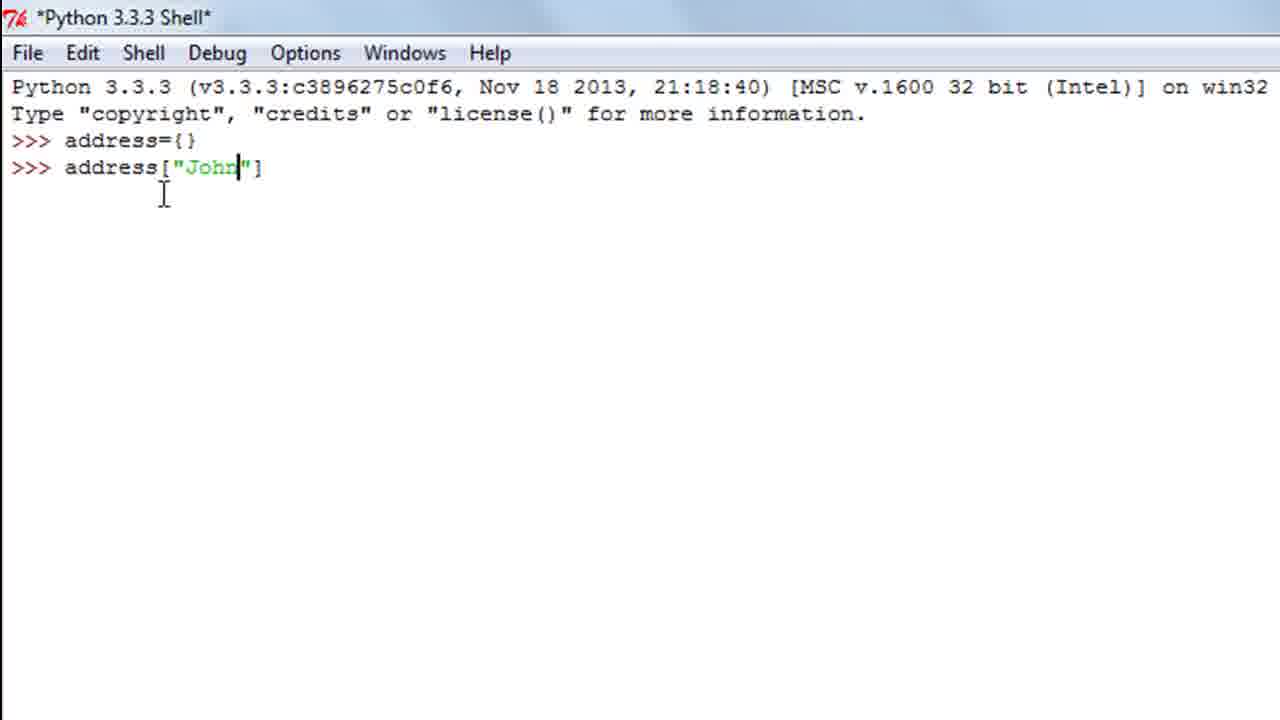 *Python 3.3.3 Shell*
File Edit Shell Debug Options Windows Help
Python 3.3.3 (v3.3.3:c3896275c0f6, Nov 18 2013, 21:18:40) [MSC v.1600 32 bit (Intel)] on win32
Type "copyright", "credits" or "license()" for more information.
>>> address={}
>>> address["John"]